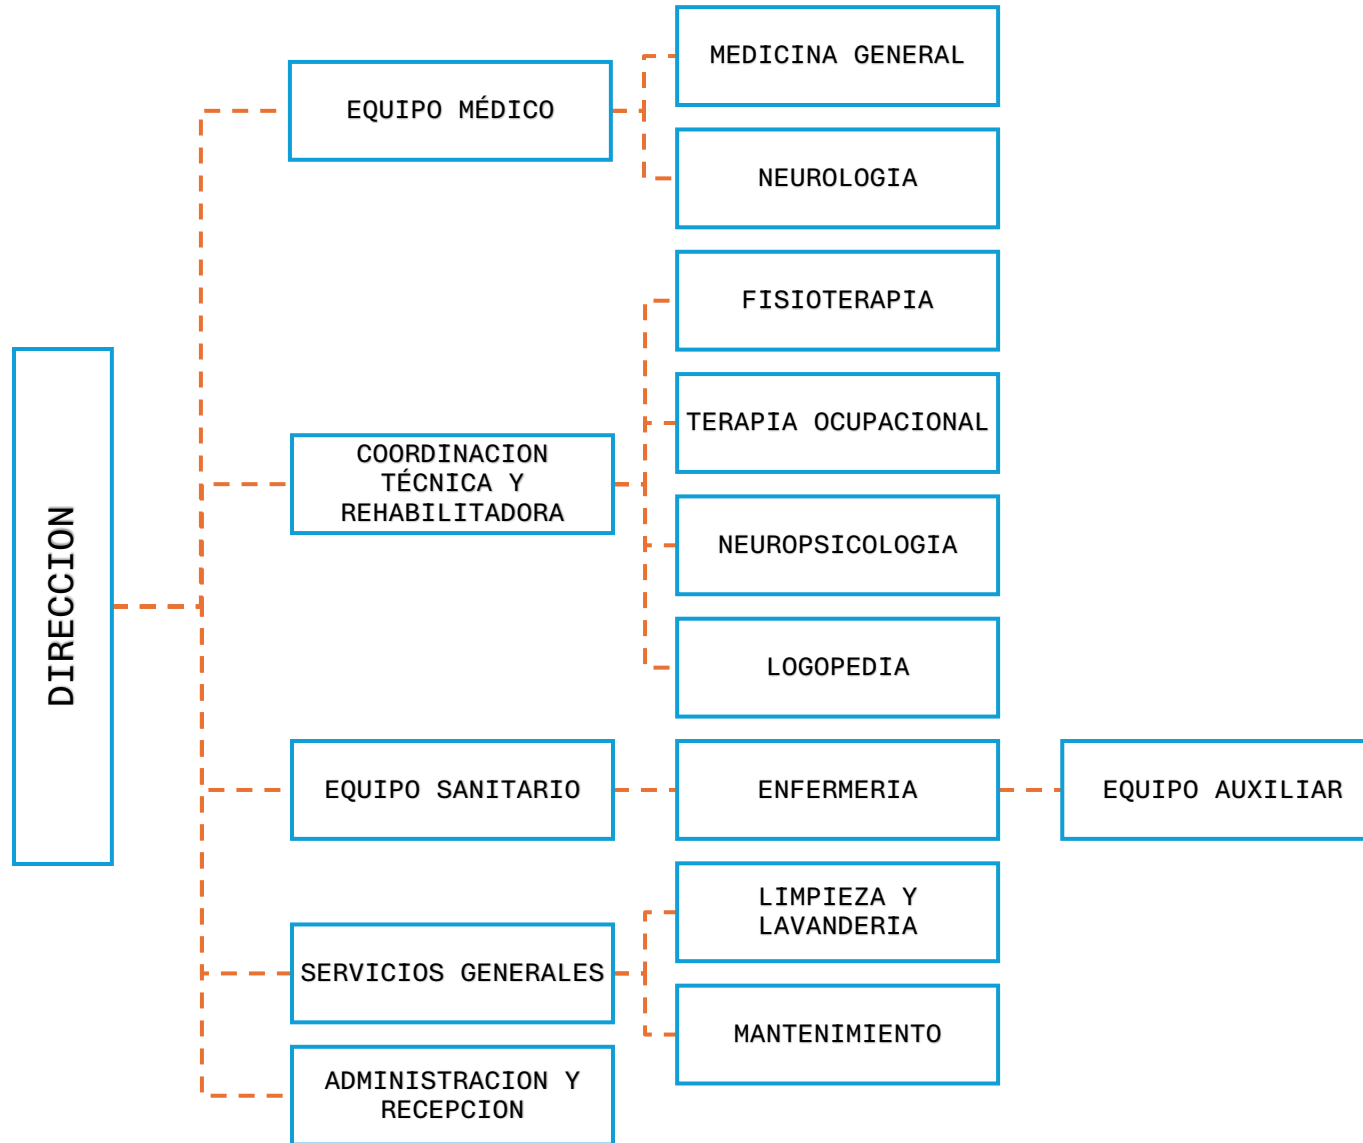 DIRECCION
EQUIPO MÉDICO
MEDICINA GENERAL
NEUROLOGIA
COORDINACION
TÉCNICA Y
REHABILITADORA
FISIOTERAPIA
TERAPIA OCUPACIONAL
NEUROPSICOLOGIA
LOGOPEDIA
EQUIPO SANITARIO
ENFERMERIA
EQUIPO AUXILIAR
SERVICIOS GENERALES
LIMPIEZA Y
LAVANDERIA
MANTENIMIENTO
ADMINISTRACION Y
RECEPCION